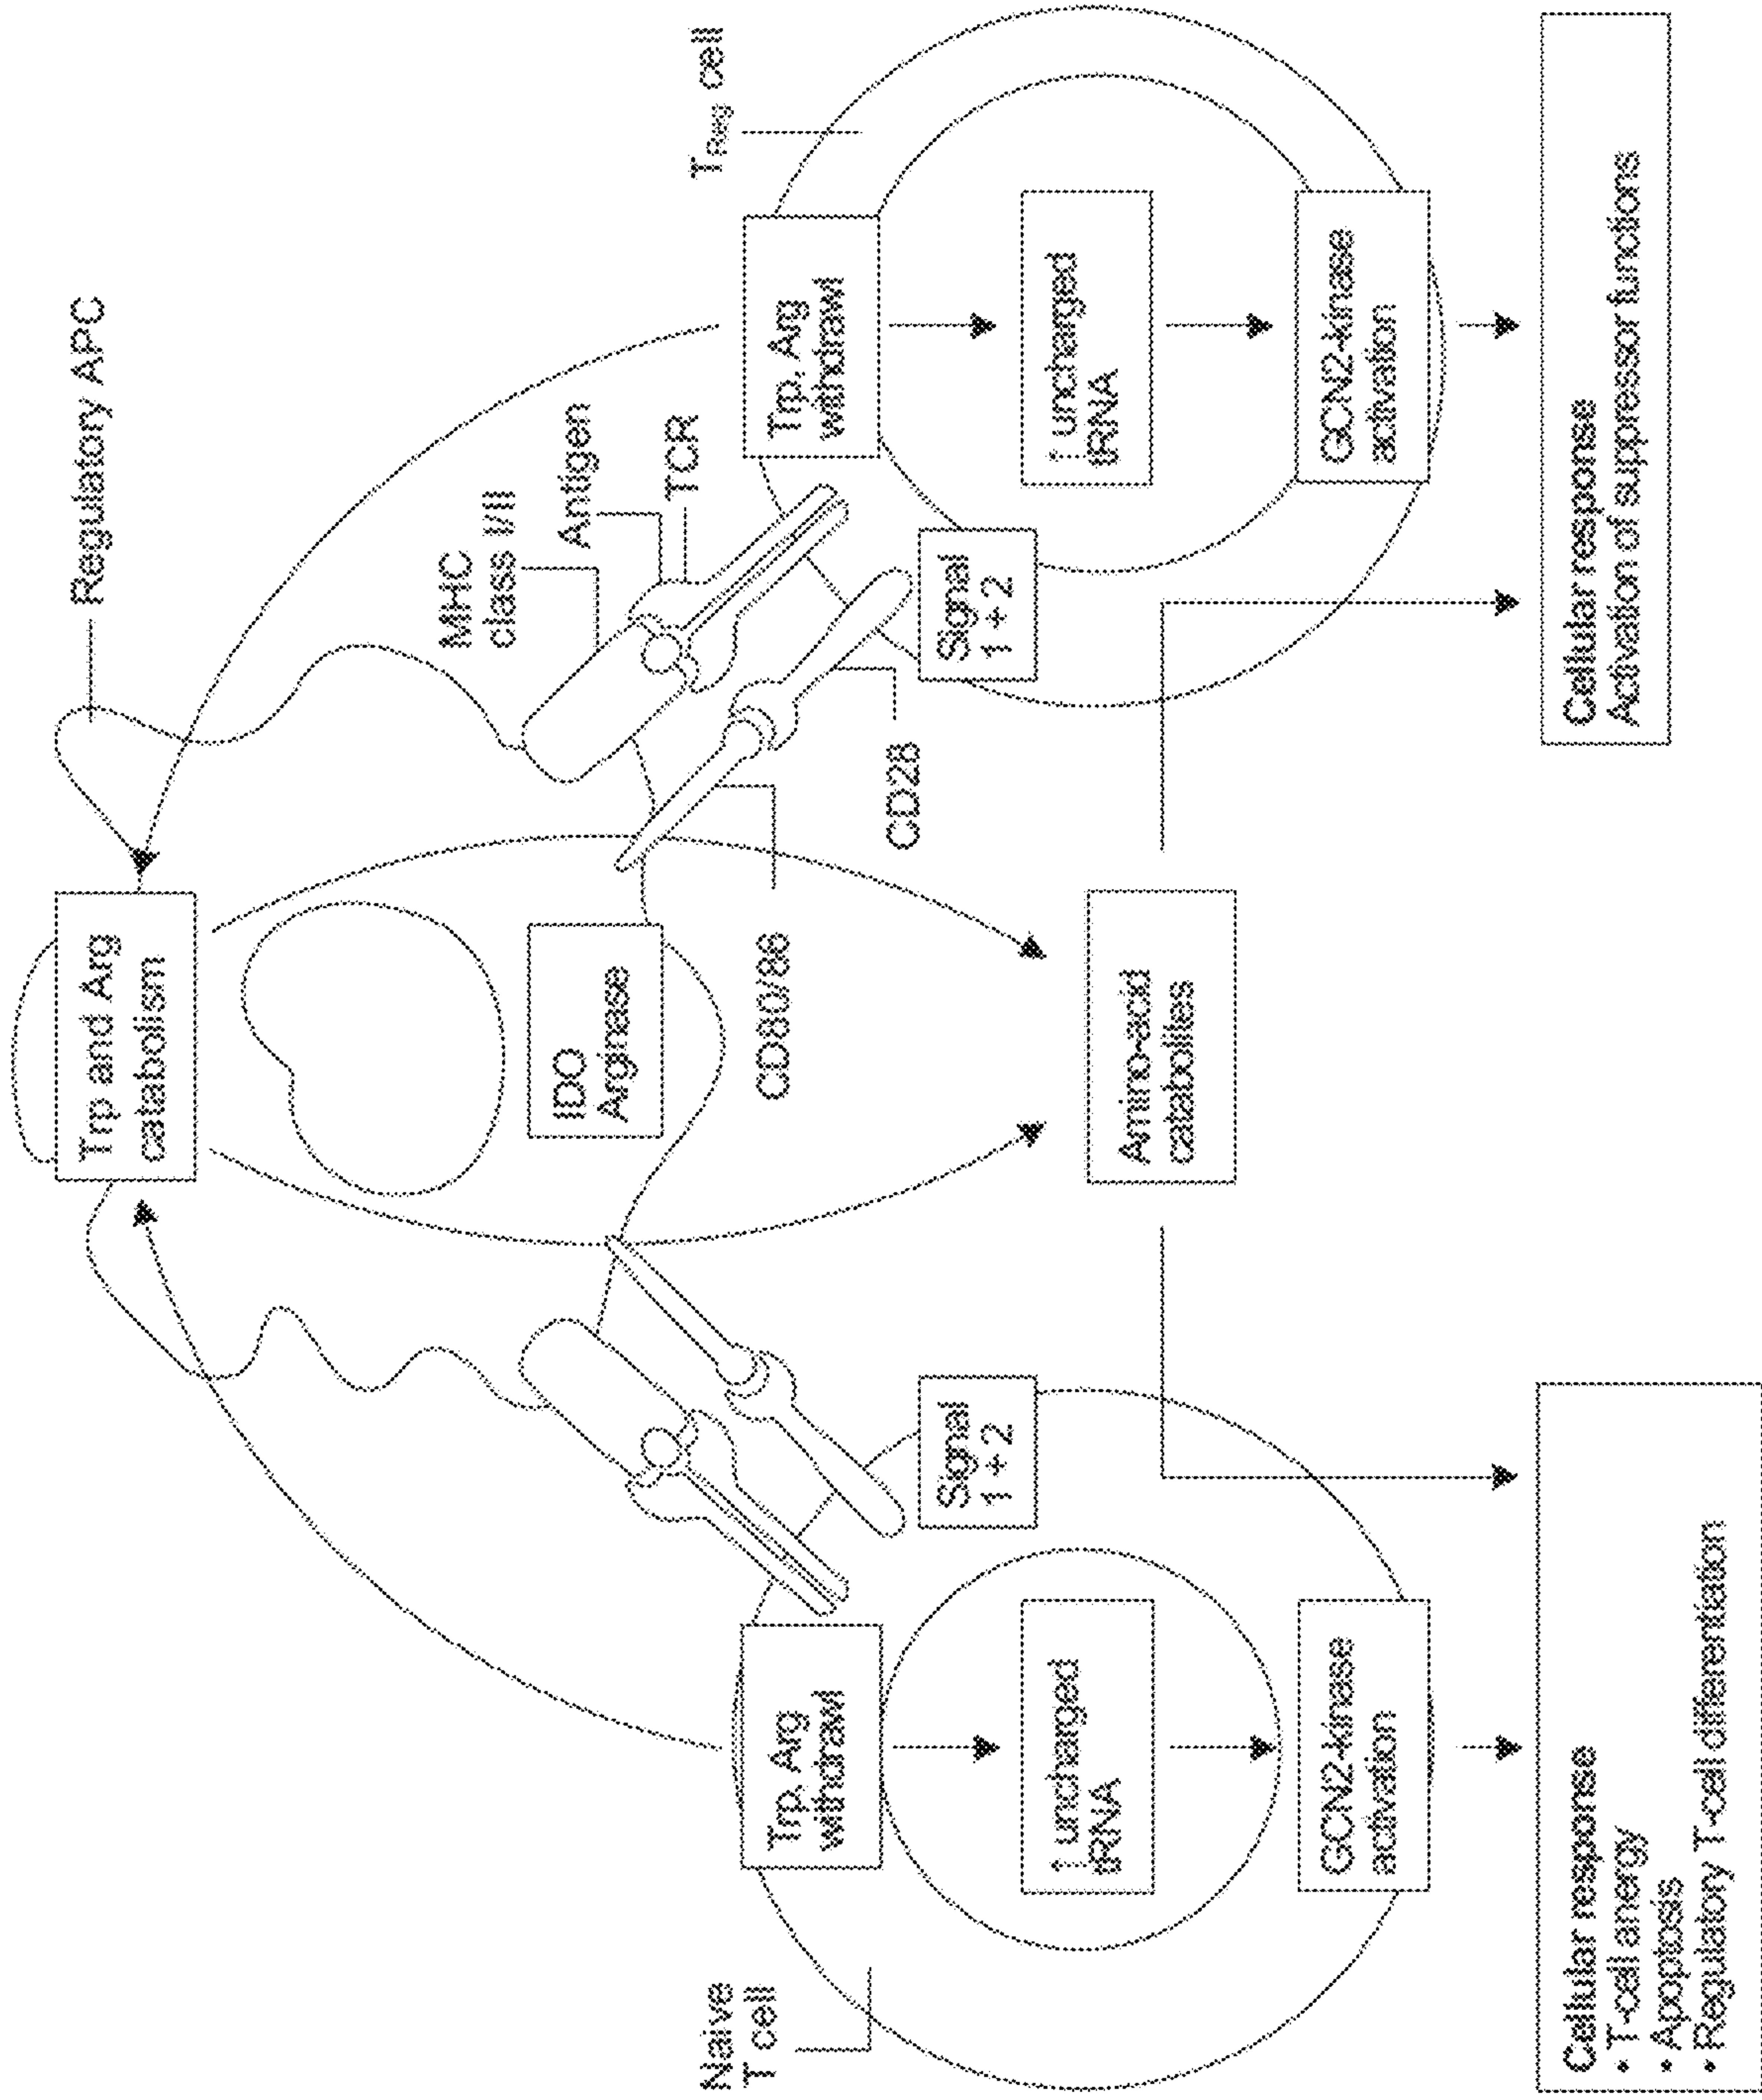 Regulatory APC
Trp and Arg
catabolism
MHC
class I/II
Antigen
TCR
IDO
Arginase
Naive
T cell
TReg cell
CD80/86
CD28
Trp, Arg
withdrawl
Trp, Arg
withdrawl
Signal
1 + 2
Signal
1 + 2
↑ uncharged
tRNA
↑ uncharged
tRNA
Amino-acid
catabolites
GCN2-kinase
activation
GCN2-kinase
activation
Cellular response
• T-cell anergy
• Apoptosis
• Regulatory T-cell differentiation
Cellular response
Activation of suppressor functions